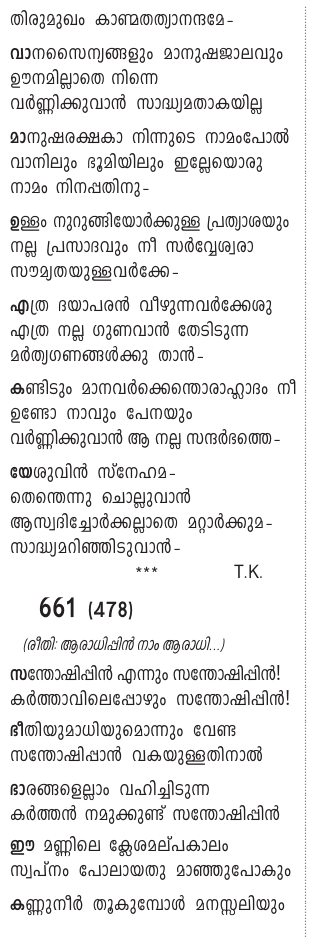 തിരുമുഖം കാണ്മതത്യാനന്ദമേ-
വാനസൈന്യങ്ങളും മാനുഷജാലവും
ഊനമില്ലാതെ നിന്നെ
വർണ്ണിക്കുവാൻ സാദ്ധ്യമതാകയില്ല
മാനുഷരക്ഷകാ നിന്നുടെ നാമംപോൽ
വാനിലും ഭൂമിയിലും ഇല്ലേയൊരു
നാമം നിനപ്പതിനു-
ഉള്ളം നുറുങ്ങിയോർക്കുള്ള പ്രത്യാശയും
നല്ല പ്രസാദവും നീ സർവ്വേശ്വരാ
സൗമ്യതയുള്ളവർക്കേ-
എത്ര ദയാപരൻ വീഴുന്നവർക്കേശു
എത്ര നല്ല ഗുണവാൻ തേടിടുന്ന
മർത്യഗണങ്ങൾക്കു താൻ-
കണ്ടിടും മാനവർക്കെന്തൊരാഹ്ലാദം നീ
ഉണ്ടോ നാവും പേനയും
വർണ്ണിക്കുവാൻ ആ നല്ല സന്ദർഭത്തെ-
യേശുവിൻ സ്നേഹമ-
തെന്തെന്നു ചൊല്ലുവാൻ
ആസ്വദിച്ചോർക്കല്ലാതെ മറ്റാർക്കുമ-
സാദ്ധ്യമറിഞ്ഞിടുവാൻ-
*** T.K.
661 (478)
(രീതി: ആരാധിപ്പിൻ നാം ആരാധി...)
സന്തോഷിപ്പിൻ എന്നും സന്തോഷിപ്പിൻ!
കർത്താവിലെപ്പോഴും സന്തോഷിപ്പിൻ!
ഭീതിയുമാധിയുമൊന്നും വേണ്ട
സന്തോഷിപ്പാൻ വകയുള്ളതിനാൽ
ഭാരങ്ങളെല്ലാം വഹിച്ചിടുന്ന
കർത്തൻ നമുക്കുണ്ട് സന്തോഷിപ്പിൻ
ഈ മണ്ണിലെ ക്ലേശമല്പകാലം
സ്വപ്നം പോലായതു മാഞ്ഞുപോകും
കണ്ണുനീർ തൂകുമ്പോൾ മനസ്സലിയും